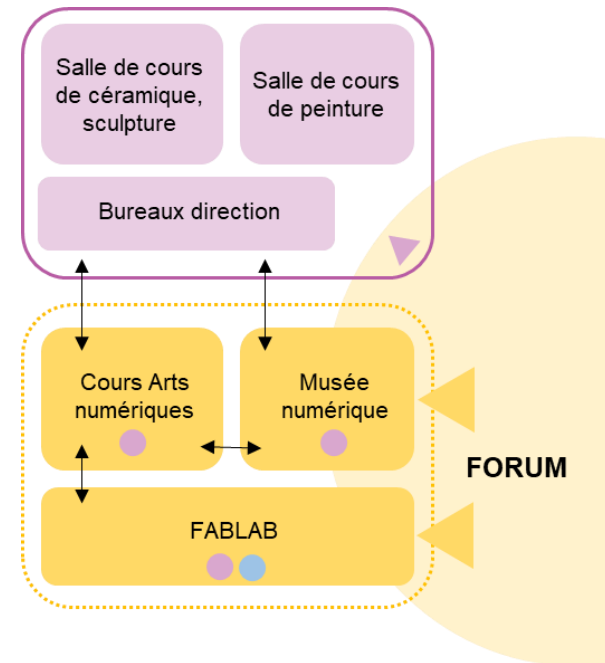 Salle de cours
de céramique,
sculpture
Salle de cours
de peinture
Bureaux direction
Cours Arts
numériques
Musée
numérique
FORUM
FABLAB